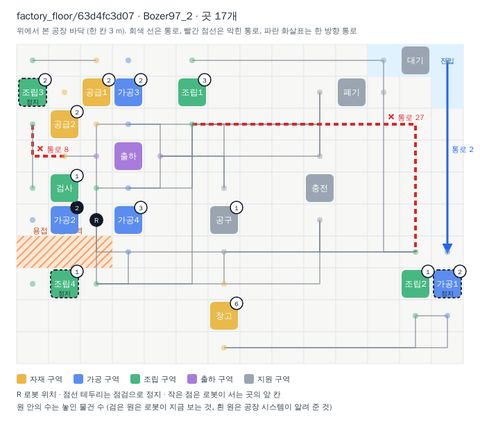 factory_floor/63d4fc3d07 · Bozer97_2 · 곳 17개
위에서 본 공장 바닥 (한 칸 3 m). 회색 선은 통로, 빨간 점선은 막힌 통로, 파란 화살표는 한 방향 통로
대기
폐기
조립3 2
정지
공급1 2
가공3 3
조립1 3
✕ 통로 27
공급2 2
✕ 통로 8
출하
통로 2
검사 1
충전
가공2 2
R
가공4 3
공구 1
용접
조립4 1
정지
조립2 1
가공1 2
정지
창고 6
자재 구역
가공 구역
조립 구역
출하 구역
지원 구역
R 로봇 위치 · 점선 테두리는 점검으로 정지 · 작은 점은 로봇이 서는 곳의 앞 칸
원 안의 수는 놓인 물건 수 (검은 원은 로봇이 지금 보는 것, 흰 원은 공장 시스템이 알려 준 것)